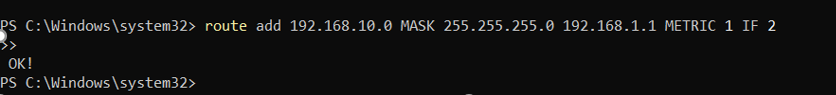 PS C:\Windows\system32> route add 192.168.10.0 MASK 255.255.255.0 192.168.1.1 METRIC 1 IF 2
>>
 OK!
PS C:\Windows\system32>